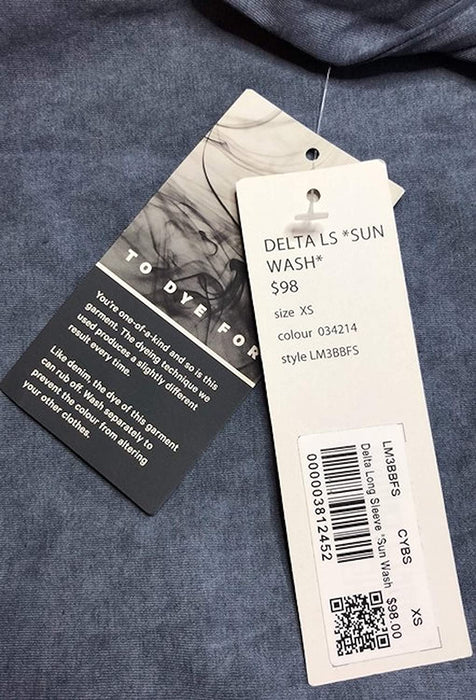 TO DYE FOR
You're one-of-a-kind and so is this
garment. The dyeing technique we
used produces a slightly different
result every time.
Like denim, the dye of this garment
can rub off. Wash separately to
prevent the colour from altering
your other clothes.
DELTA LS *SUN
WASH*
$98
size XS
colour 034214
style LM3BBFS
LM3BBFS CYBS XS
Delta Long Sleeve *Sun Wash $98.00
000003812452